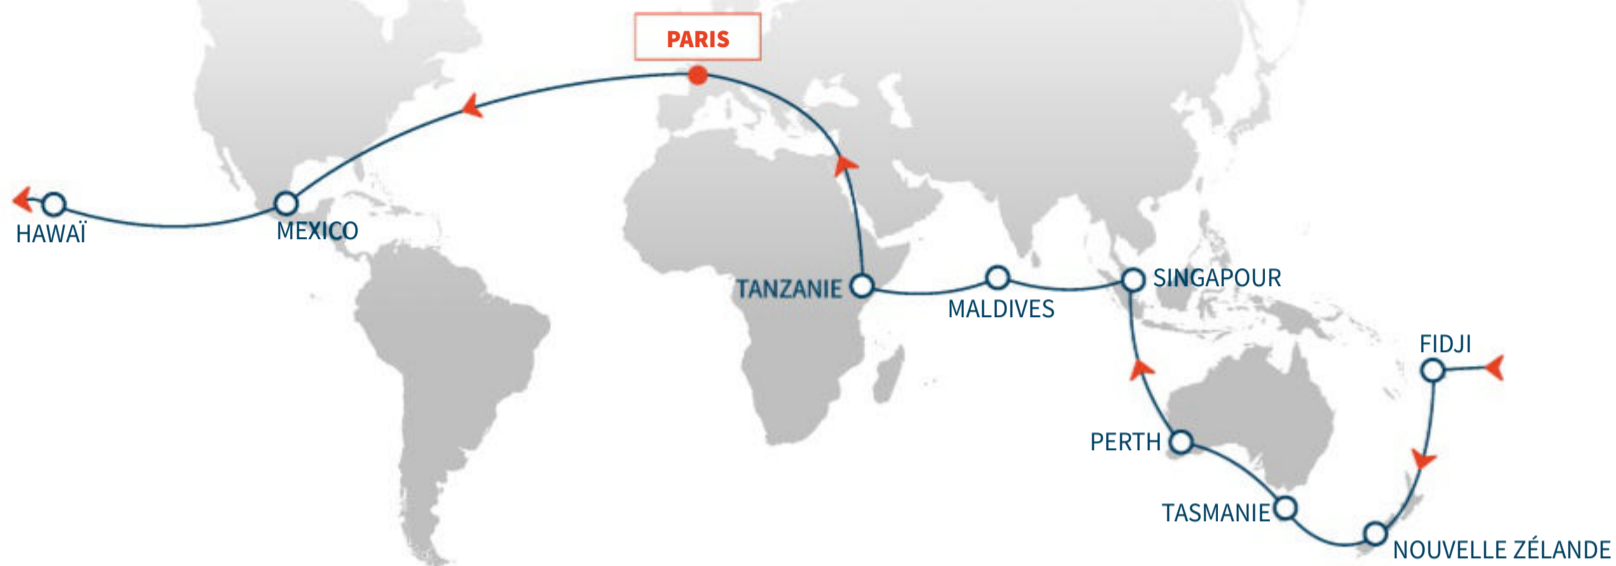 PARIS
HAWAÏ
MEXICO
TANZANIE
MALDIVES
SINGAPOUR
FIDJI
PERTH
TASMANIE
NOUVELLE ZÉLANDE